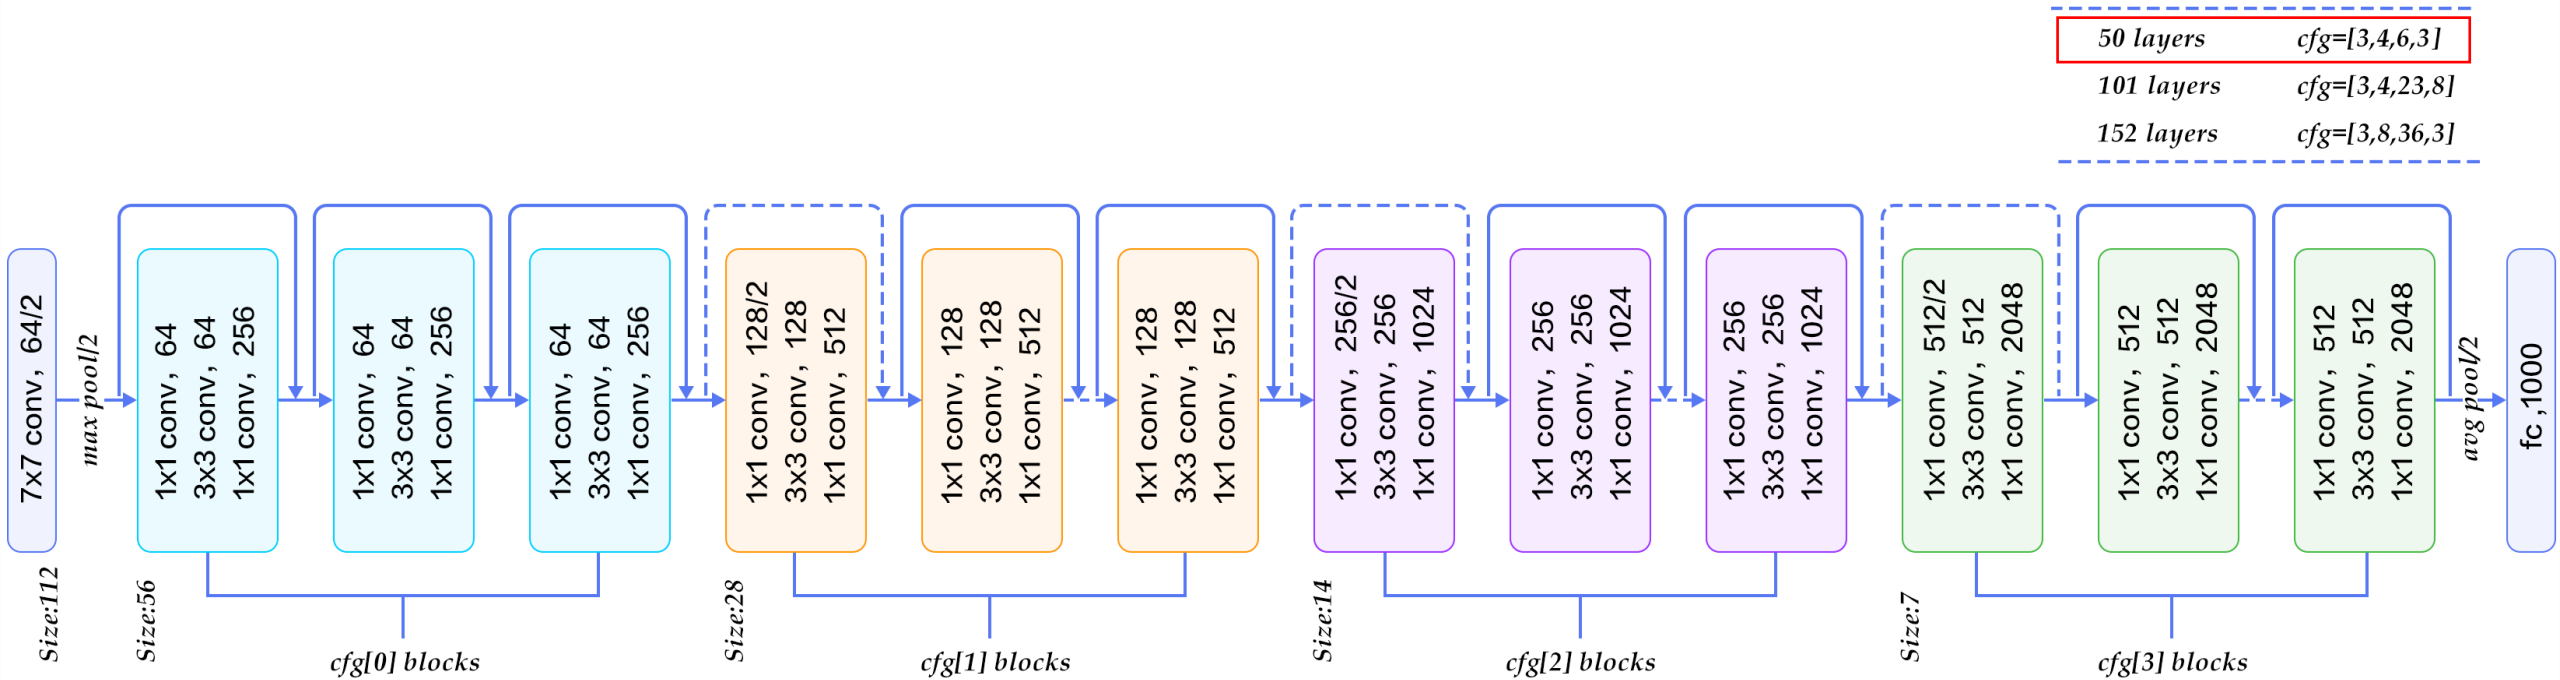 50 layers cfg=[3,4,6,3]
101 layers cfg=[3,4,23,8]
152 layers cfg=[3,8,36,3]
7x7 conv, 64/2
max pool/2
1x1 conv, 64
3x3 conv, 64
1x1 conv, 256
1x1 conv, 64
3x3 conv, 64
1x1 conv, 256
1x1 conv, 64
3x3 conv, 64
1x1 conv, 256
1x1 conv, 128/2
3x3 conv, 128
1x1 conv, 512
1x1 conv, 128
3x3 conv, 128
1x1 conv, 512
1x1 conv, 128
3x3 conv, 128
1x1 conv, 512
1x1 conv, 256/2
3x3 conv, 256
1x1 conv, 1024
1x1 conv, 256
3x3 conv, 256
1x1 conv, 1024
1x1 conv, 256
3x3 conv, 256
1x1 conv, 1024
1x1 conv, 512/2
3x3 conv, 512
1x1 conv, 2048
1x1 conv, 512
3x3 conv, 512
1x1 conv, 2048
1x1 conv, 512
3x3 conv, 512
1x1 conv, 2048
avg pool/2
fc ,1000
Size:112
Size:56
Size:28
Size:14
Size:7
cfg[0] blocks
cfg[1] blocks
cfg[2] blocks
cfg[3] blocks